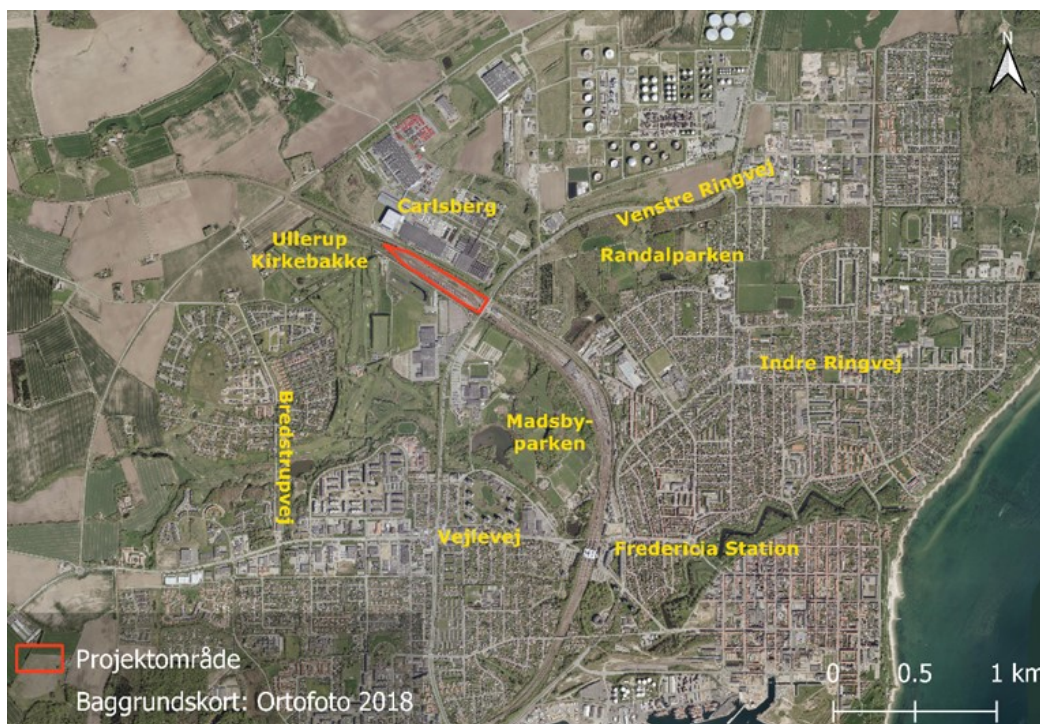 N
Venstre Ringvej
Carlsberg
Ullerup
Kirkebakke
Randalparken
Indre Ringvej
Bredstrupvej
Madsby-
parken
Vejlevej
Fredericia Station
Projektområde
0 0.5 1 km
Baggrundskort: Ortofoto 2018